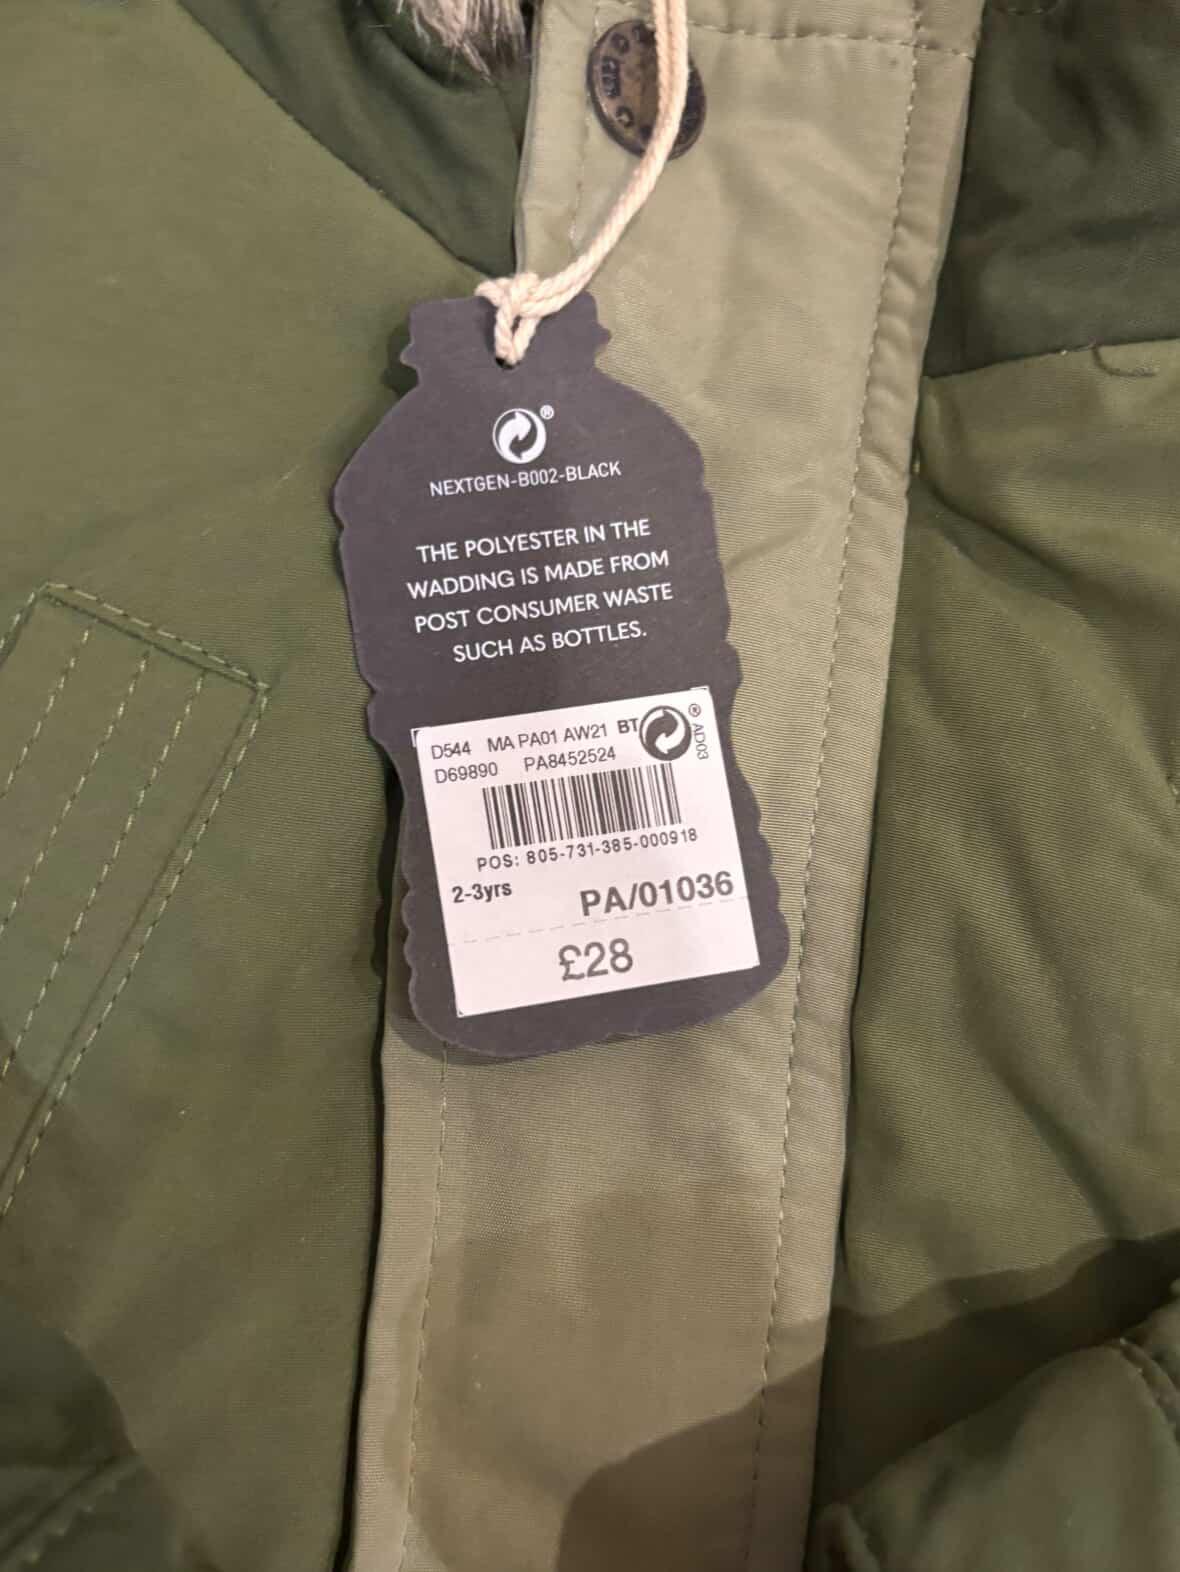 ®
NEXTGEN-B002-BLACK
THE POLYESTER IN THE
WADDING IS MADE FROM
POST CONSUMER WASTE
SUCH AS BOTTLES.
D544 MA PA01 AW21 BT ®
D69890 PA8452524
AD03
POS: 805-731-385-000918
2-3yrs PA/01036
£28